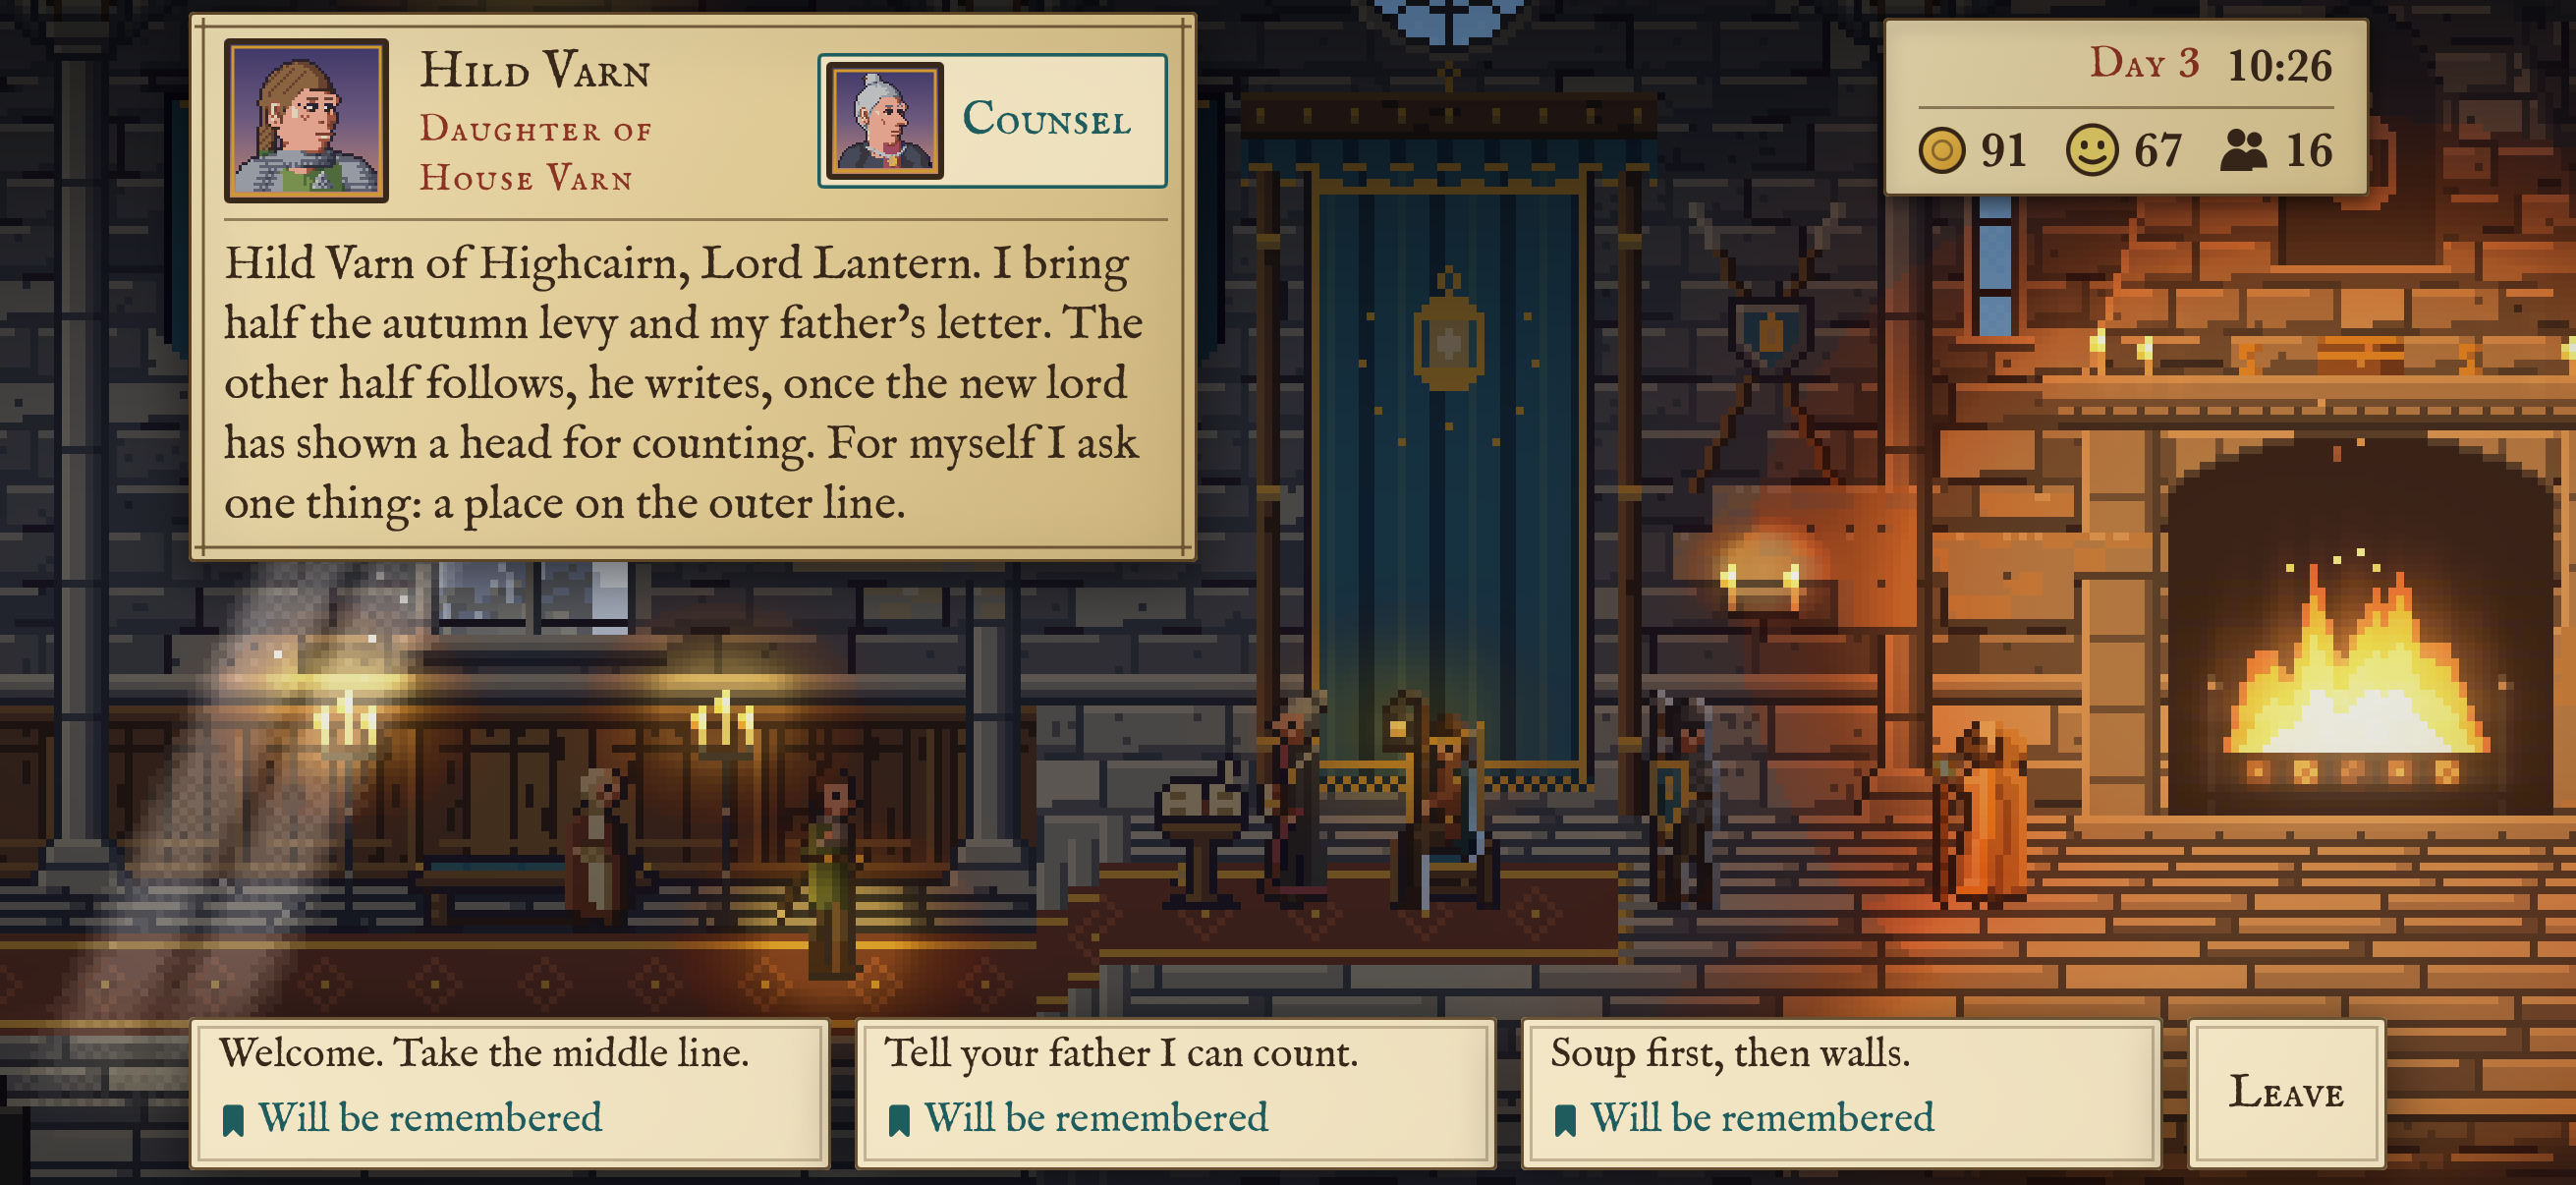 Hild Varn
Daughter of
House Varn
Counsel
Hild Varn of Highcairn, Lord Lantern. I bring
half the autumn levy and my father’s letter. The
other half follows, he writes, once the new lord
has shown a head for counting. For myself I ask
one thing: a place on the outer line.
Day 3 10:26
91 67 16
Welcome. Take the middle line.
Will be remembered
Tell your father I can count.
Will be remembered
Soup first, then walls.
Will be remembered
Leave